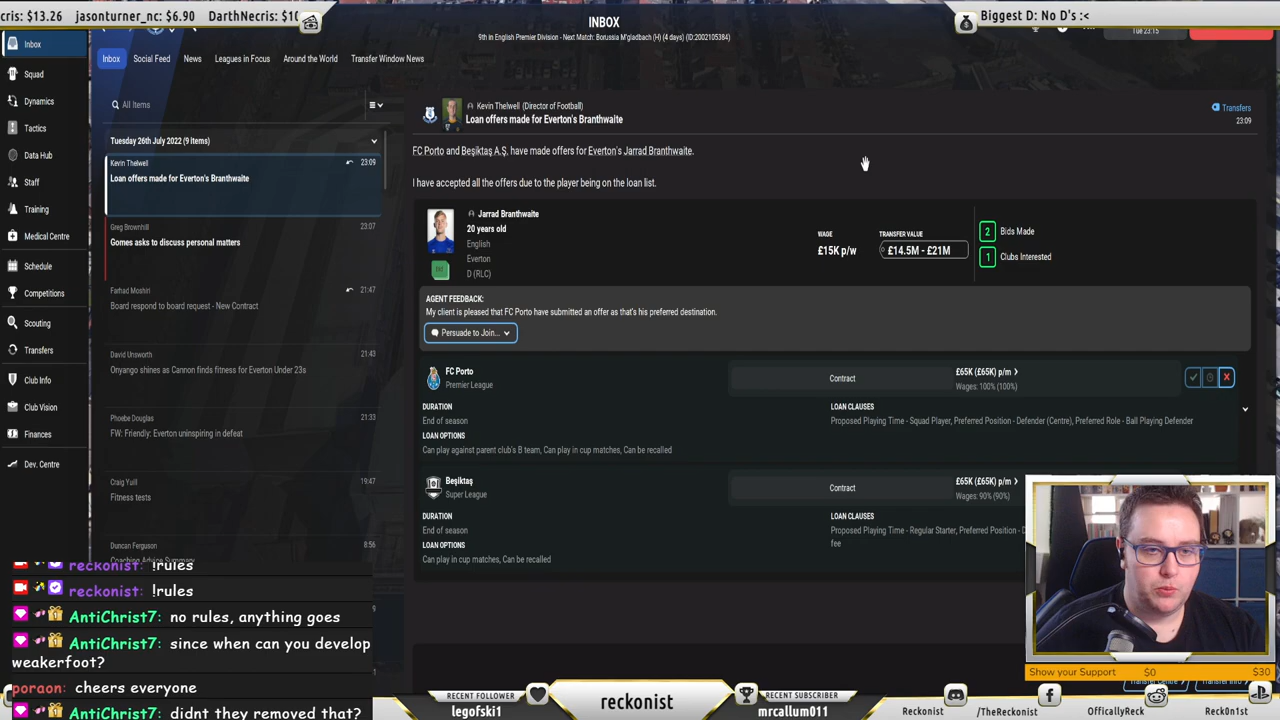 cris: $13.26 jasonturner_nc: $6.90 DarthNecris: $10
INBOX
9th in English Premier Division - Next Match: Borussia M'gladbach (H) (4 days) (ID:2002105384)
Biggest D: No D's :<
Tue 23:15
Inbox
Squad
Dynamics
Tactics
Data Hub
Staff
Training
Medical Centre
Schedule
Competitions
Scouting
Transfers
Club Info
Club Vision
Finances
Dev. Centre
Inbox Social Feed News Leagues in Focus Around the World Transfer Window News
All Items
Tuesday 26th July 2022 (9 items)
Kevin Thelwell 23:09
Loan offers made for Everton's Branthwaite
Greg Brownhill 23:07
Gomes asks to discuss personal matters
Farhad Moshiri 21:47
Board respond to board request - New Contract
David Unsworth 21:43
Onyango shines as Cannon finds fitness for Everton Under 23s
Phoebe Douglas 21:33
FW: Friendly: Everton uninspiring in defeat
Craig Yuill 19:47
Fitness tests
Duncan Ferguson 8:56
Coaching Advice Summary
Kevin Thelwell (Director of Football)
Loan offers made for Everton's Branthwaite
Transfers
23:09
FC Porto and Beşiktaş A.Ş. have made offers for Everton's Jarrad Branthwaite.
I have accepted all the offers due to the player being on the loan list.
Jarrad Branthwaite
20 years old
English
Everton
D (RLC)
WAGE
£15K p/w
TRANSFER VALUE
£14.5M - £21M
2 Bids Made
1 Clubs Interested
AGENT FEEDBACK:
My client is pleased that FC Porto have submitted an offer as that's his preferred destination.
Persuade to Join...
FC Porto
Premier League
Contract
£65K (£65K) p/m >
Wages: 100% (100%)
DURATION
End of season
LOAN OPTIONS
Can play against parent club's B team, Can play in cup matches, Can be recalled
LOAN CLAUSES
Proposed Playing Time - Squad Player, Preferred Position - Defender (Centre), Preferred Role - Ball Playing Defender
Beşiktaş
Super League
Contract
£65K (£65K) p/m >
Wages: 90% (90%)
DURATION
End of season
LOAN OPTIONS
Can play in cup matches, Can be recalled
LOAN CLAUSES
Proposed Playing Time - Regular Starter, Preferred Position - D
fee
reckonist: !rules
reckonist: !rules
AntiChrist7: no rules, anything goes
AntiChrist7: since when can you develop
weakerfoot?
poraon: cheers everyone
AntiChrist7: didnt they removed that?
RECENT FOLLOWER
legofski1
reckonist
RECENT SUBSCRIBER
mrcallum011
Show your Support $0 $30
Reckonist /TheReckonist OfficallyReck Reck0n1st